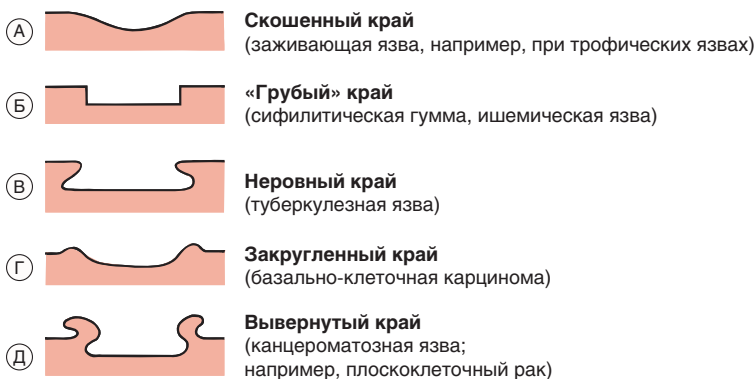 А Скошенный край
(заживающая язва, например, при трофических язвах)
Б «Грубый» край
(сифилитическая гумма, ишемическая язва)
В Неровный край
(туберкулезная язва)
Г Закругленный край
(базально-клеточная карцинома)
Д Вывернутый край
(канцероматозная язва;
например, плоскоклеточный рак)